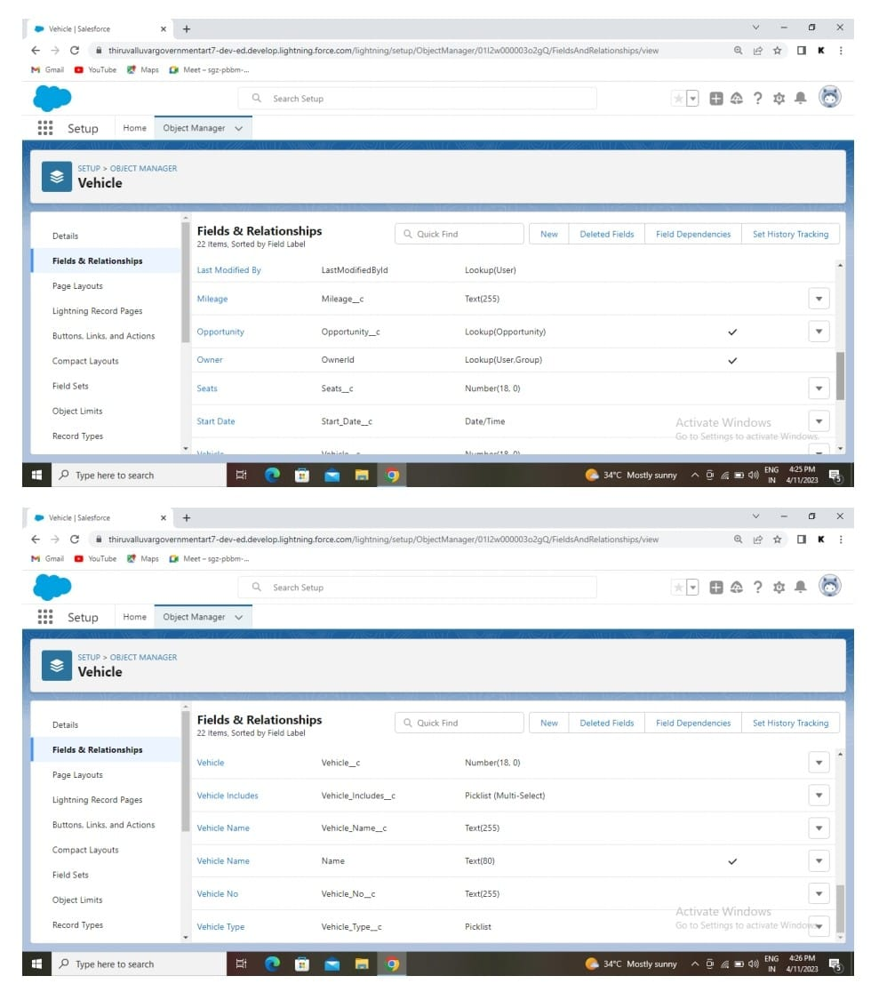 Vehicle | Salesforce
thiruvalluvargovernmentart7-dev-ed.develop.lightning.force.com/lightning/setup/ObjectManager/01I2w000003o2gQ/FieldsAndRelationships/view
Gmail YouTube Maps Meet – sgz-pbbm-...
Search Setup
Setup Home Object Manager
SETUP > OBJECT MANAGER
Vehicle
Details
Fields & Relationships
Page Layouts
Lightning Record Pages
Buttons, Links, and Actions
Compact Layouts
Field Sets
Object Limits
Record Types
Fields & Relationships
22 Items, Sorted by Field Label
Quick Find New Deleted Fields Field Dependencies Set History Tracking
Last Modified By LastModifiedById Lookup(User)
Mileage Mileage__c Text(255)
Opportunity Opportunity__c Lookup(Opportunity)
Owner OwnerId Lookup(User,Group)
Seats Seats__c Number(18, 0)
Start Date Start_Date__c Date/Time
Vehicle Vehicle__c Number(18, 0)
Activate Windows
Go to Settings to activate Windows.
Type here to search
34°C Mostly sunny
ENG
IN
4:25 PM
4/11/2023
5
Vehicle | Salesforce
thiruvalluvargovernmentart7-dev-ed.develop.lightning.force.com/lightning/setup/ObjectManager/01I2w000003o2gQ/FieldsAndRelationships/view
Gmail YouTube Maps Meet – sgz-pbbm-...
Search Setup
Setup Home Object Manager
SETUP > OBJECT MANAGER
Vehicle
Details
Fields & Relationships
Page Layouts
Lightning Record Pages
Buttons, Links, and Actions
Compact Layouts
Field Sets
Object Limits
Record Types
Fields & Relationships
22 Items, Sorted by Field Label
Quick Find New Deleted Fields Field Dependencies Set History Tracking
Vehicle Vehicle__c Number(18, 0)
Vehicle Includes Vehicle_Includes__c Picklist (Multi-Select)
Vehicle Name Vehicle_Name__c Text(255)
Vehicle Name Name Text(80)
Vehicle No Vehicle_No__c Text(255)
Vehicle Type Vehicle_Type__c Picklist
Activate Windows
Go to Settings to activate Windows.
Type here to search
34°C Mostly sunny
ENG
IN
4:26 PM
4/11/2023
5